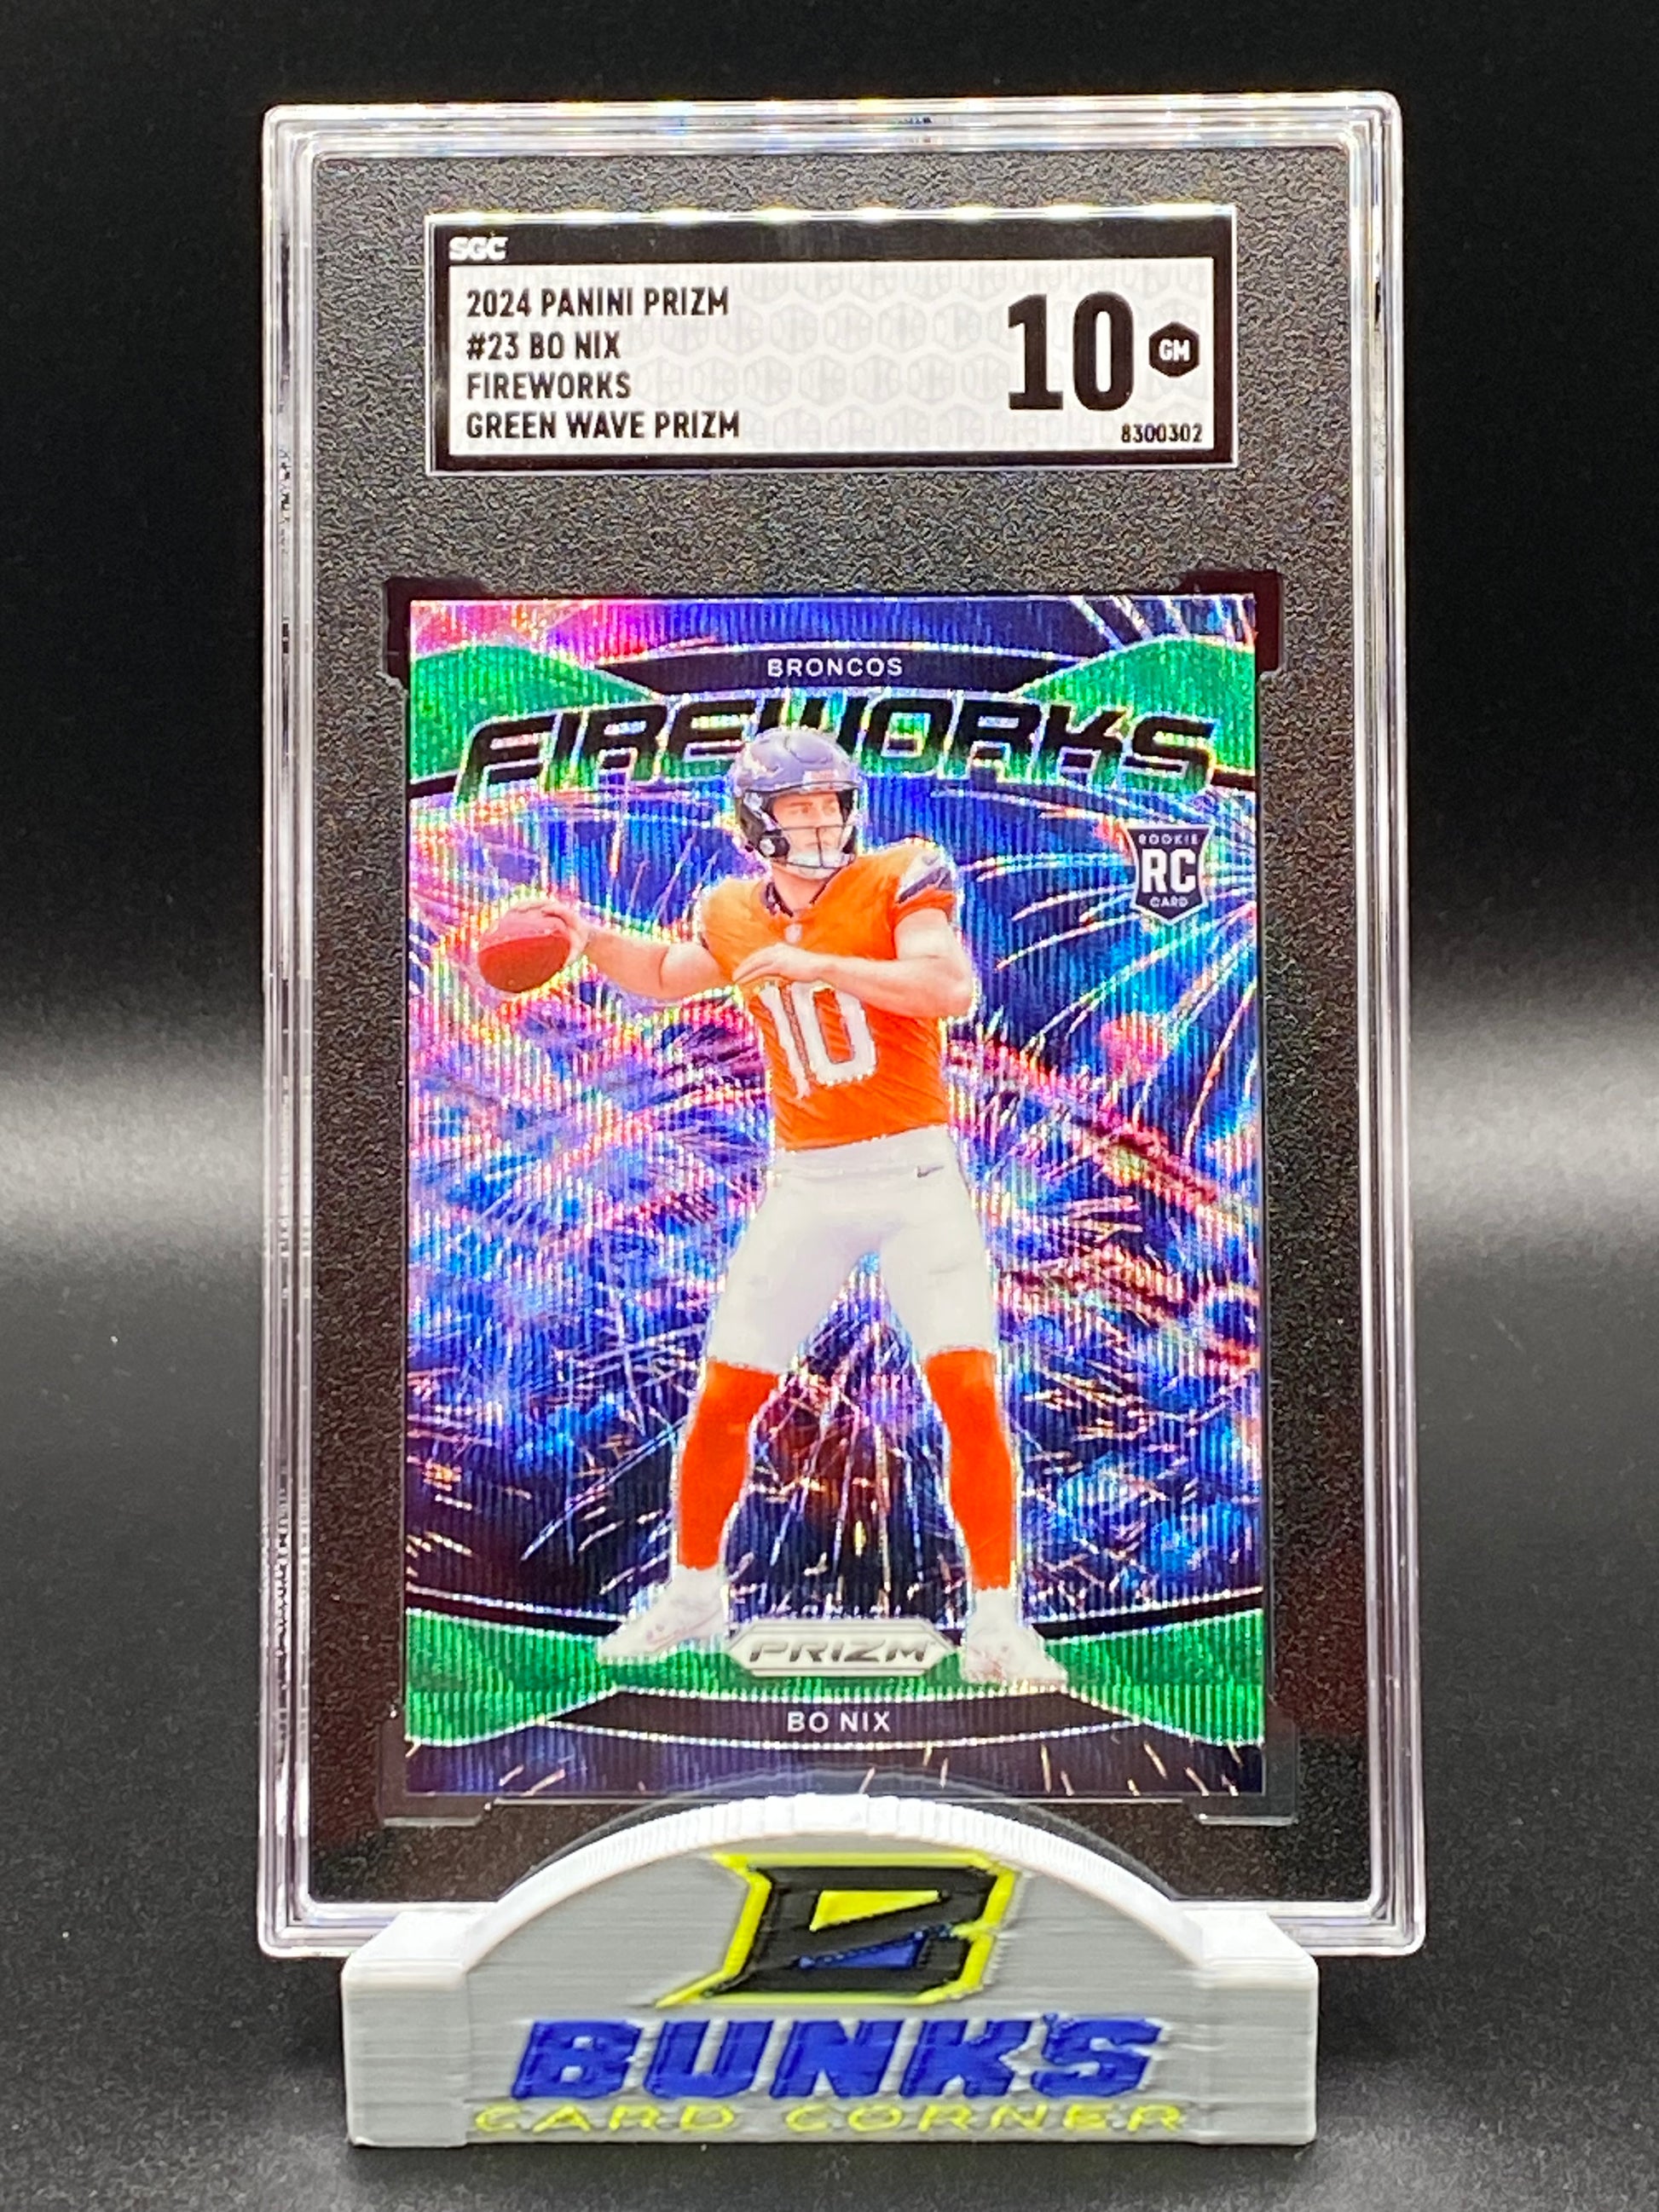 SGC
2024 PANINI PRIZM
#23 BO NIX
FIREWORKS
GREEN WAVE PRIZM
10 GM
8300302
BRONCOS
FIREWORKS
ROOKIE
RC
CARD
10
PRIZM
BO NIX
B
BUNK'S
CARD CORNER